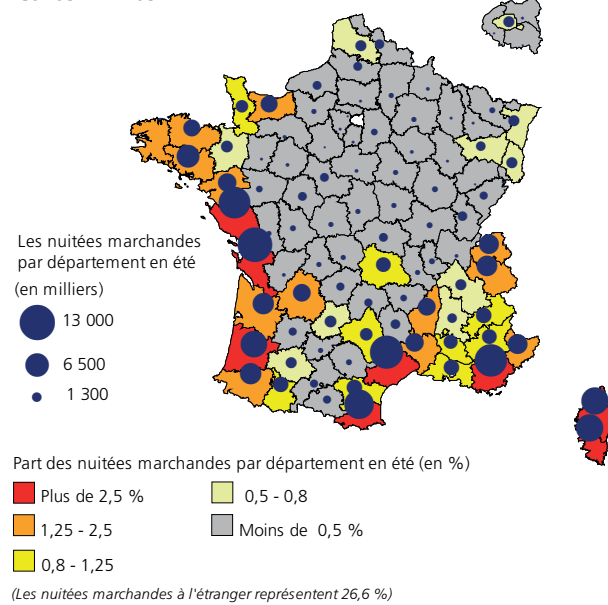 Les nuitées marchandes
par département en été
(en milliers)
13 000
6 500
1 300
Part des nuitées marchandes par département en été (en %)
Plus de 2,5 %
0,5 - 0,8
1,25 - 2,5
Moins de 0,5 %
0,8 - 1,25
(Les nuitées marchandes à l'étranger représentent 26,6 %)